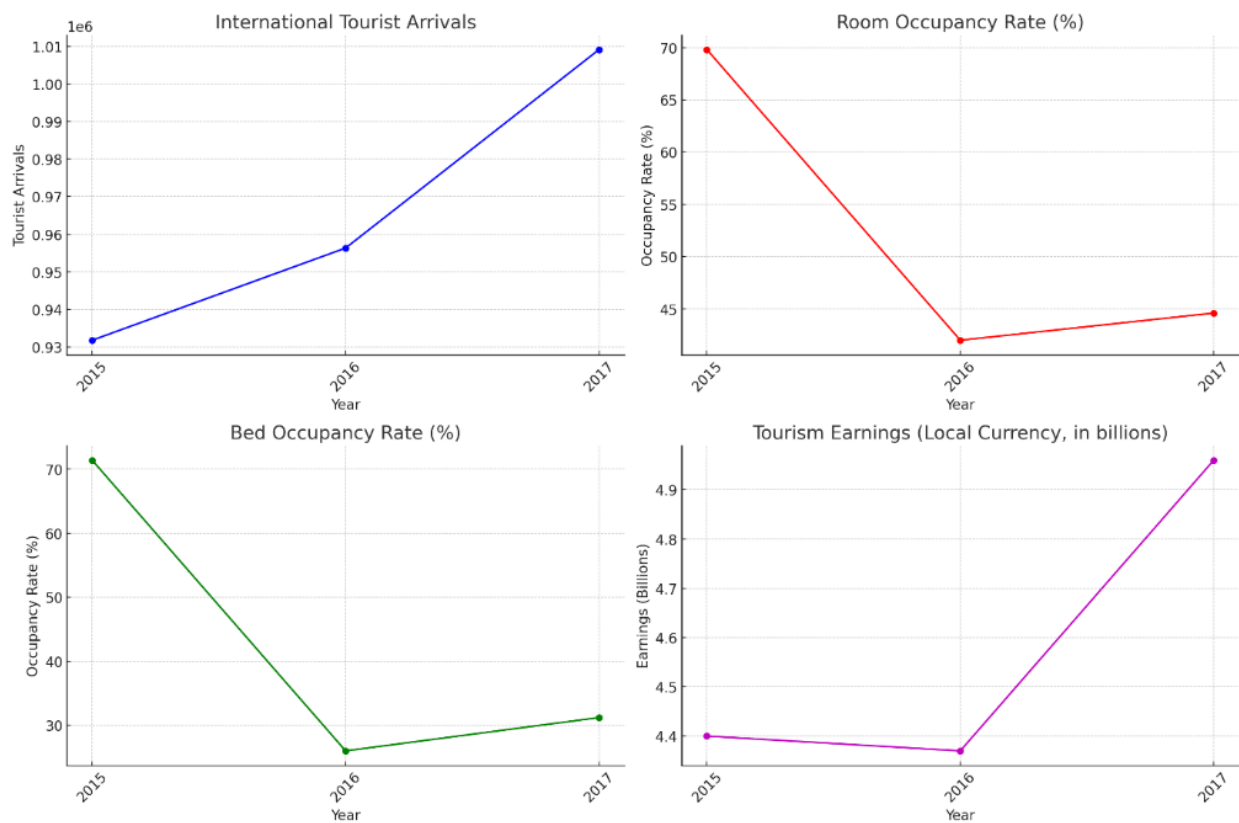 International Tourist Arrivals
1e6
1.01
1.00
0.99
0.98
0.97
0.96
0.95
0.94
0.93
Tourist Arrivals
2015
2016
2017
Year
Room Occupancy Rate (%)
70
65
60
55
50
45
Occupancy Rate (%)
2015
2016
2017
Year
Bed Occupancy Rate (%)
70
60
50
40
30
Occupancy Rate (%)
2015
2016
2017
Year
Tourism Earnings (Local Currency, in billions)
4.9
4.8
4.7
4.6
4.5
4.4
Earnings (Billions)
2015
2016
2017
Year